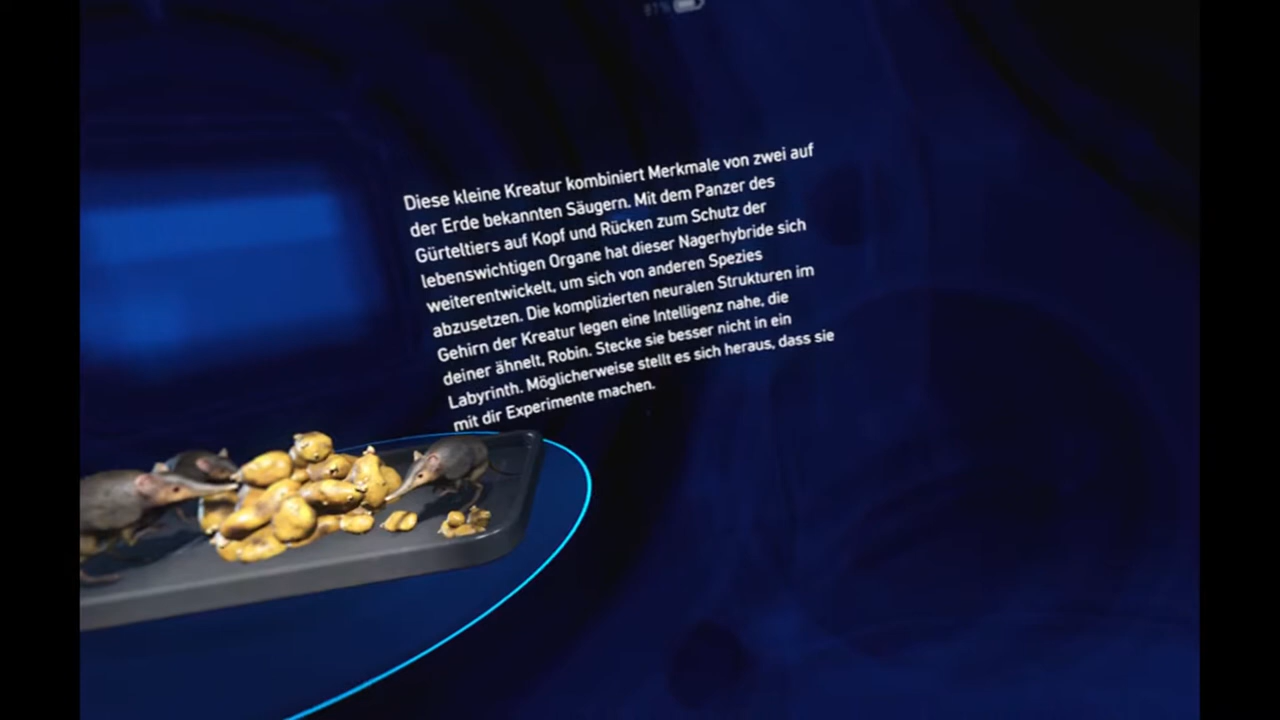 81%
Diese kleine Kreatur kombiniert Merkmale von zwei auf
der Erde bekannten Säugern. Mit dem Panzer des
Gürteltiers auf Kopf und Rücken zum Schutz der
lebenswichtigen Organe hat dieser Nagerhybride sich
weiterentwickelt, um sich von anderen Spezies
abzusetzen. Die komplizierten neuralen Strukturen im
Gehirn der Kreatur legen eine Intelligenz nahe, die
deiner ähnelt, Robin. Stecke sie besser nicht in ein
Labyrinth. Möglicherweise stellt es sich heraus, dass sie
mit dir Experimente machen.